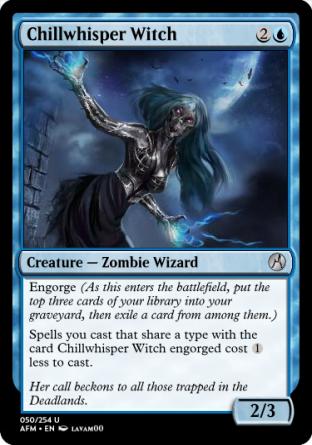 Chillwhisper Witch 2
Creature — Zombie Wizard
Engorge (As this enters the battlefield, put the
top three cards of your library into your
graveyard, then exile a card from among them.)
Spells you cast that share a type with the
card Chillwhisper Witch engorged cost 1
less to cast.
Her call beckons to all those trapped in the
Deadlands.
2/3
050/254 U
AFM • EN LAVAM00